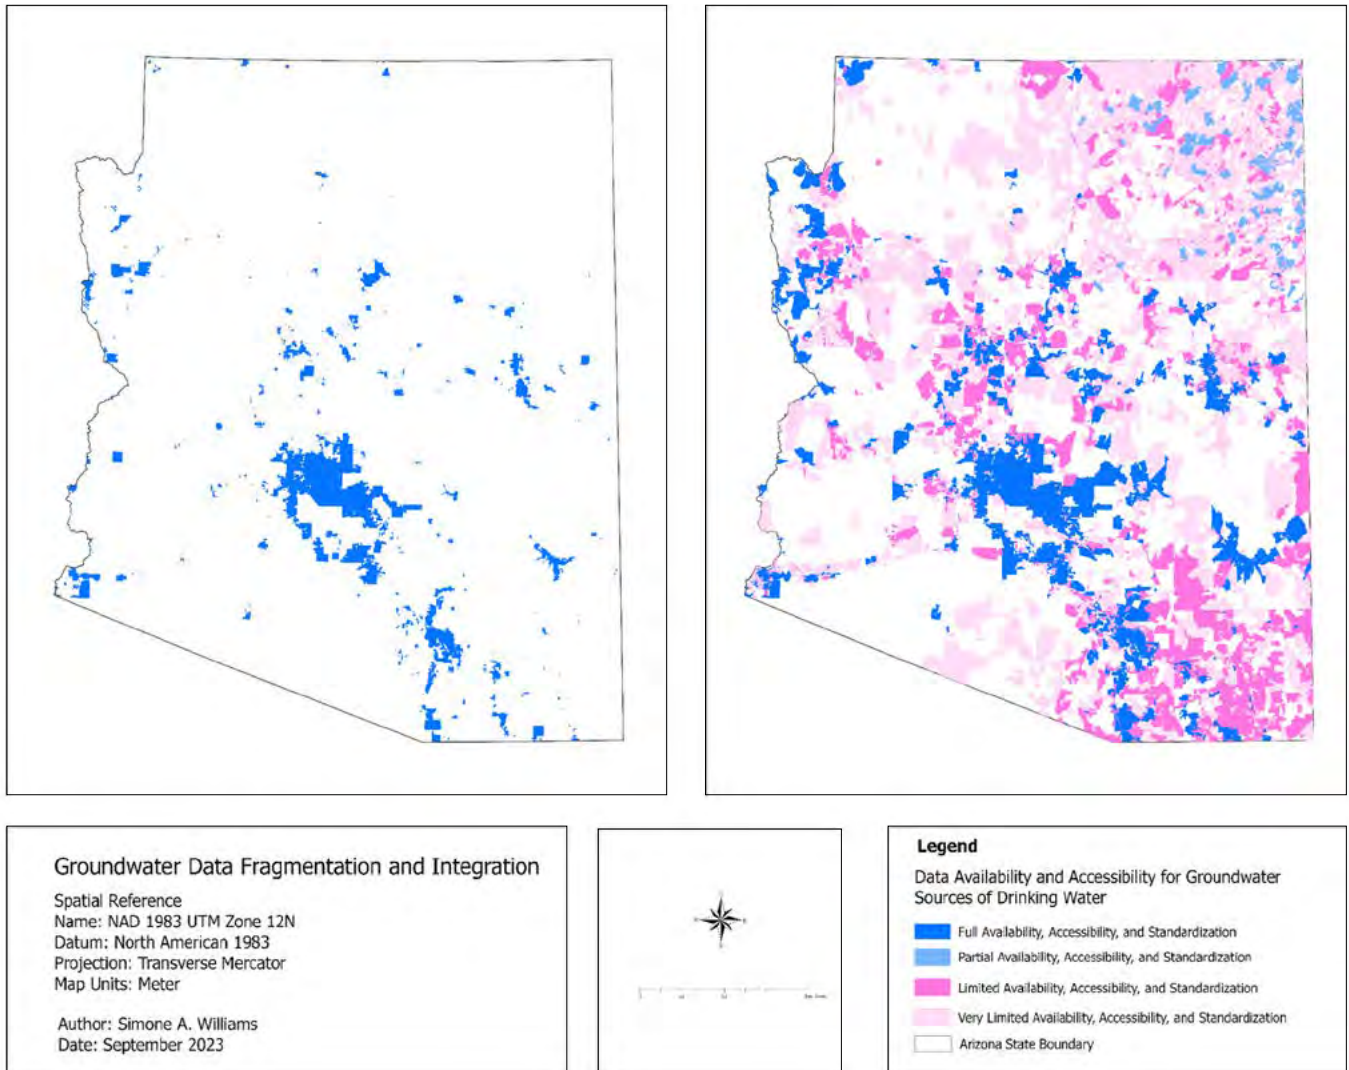 Groundwater Data Fragmentation and Integration
Spatial Reference
Name: NAD 1983 UTM Zone 12N
Datum: North American 1983
Projection: Transverse Mercator
Map Units: Meter
Author: Simone A. Williams
Date: September 2023
Legend
Data Availability and Accessibility for Groundwater
Sources of Drinking Water
Full Availability, Accessibility, and Standardization
Partial Availability, Accessibility, and Standardization
Limited Availability, Accessibility, and Standardization
Very Limited Availability, Accessibility, and Standardization
Arizona State Boundary